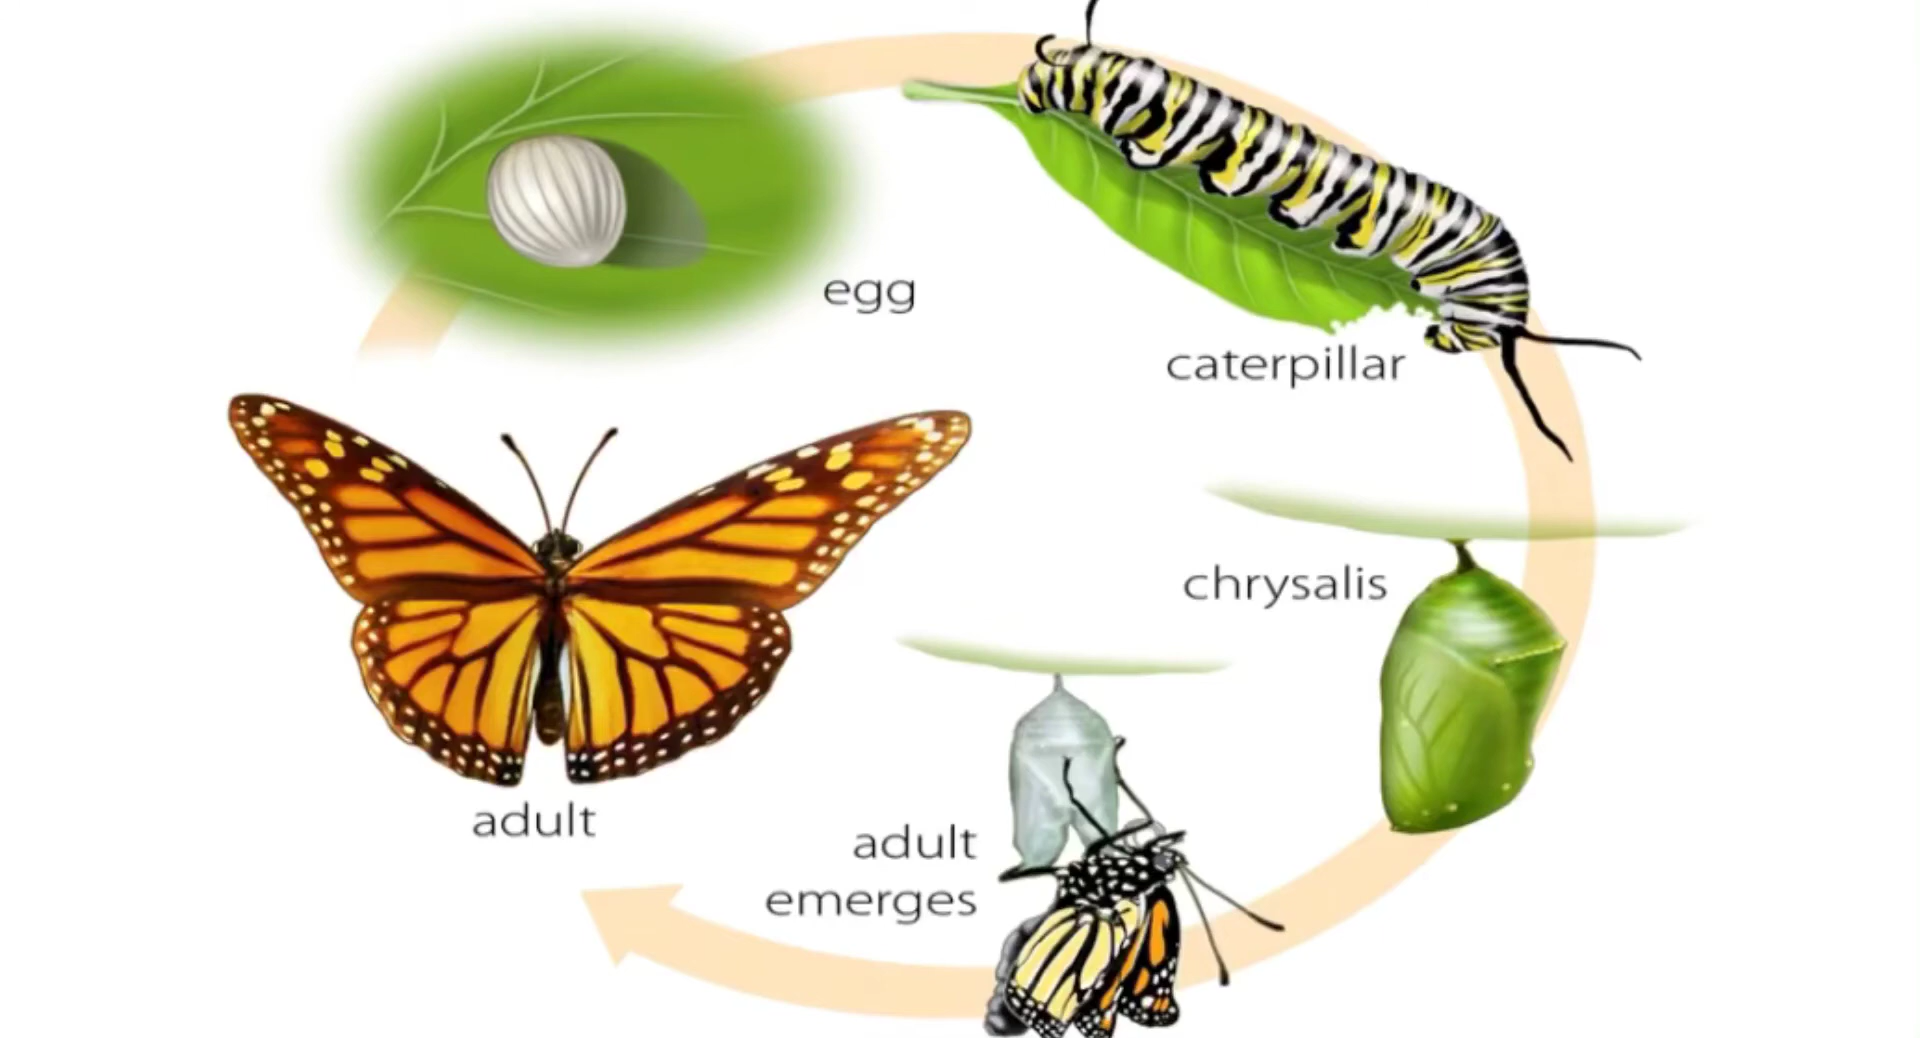 egg
caterpillar
chrysalis
adult
emerges
adult